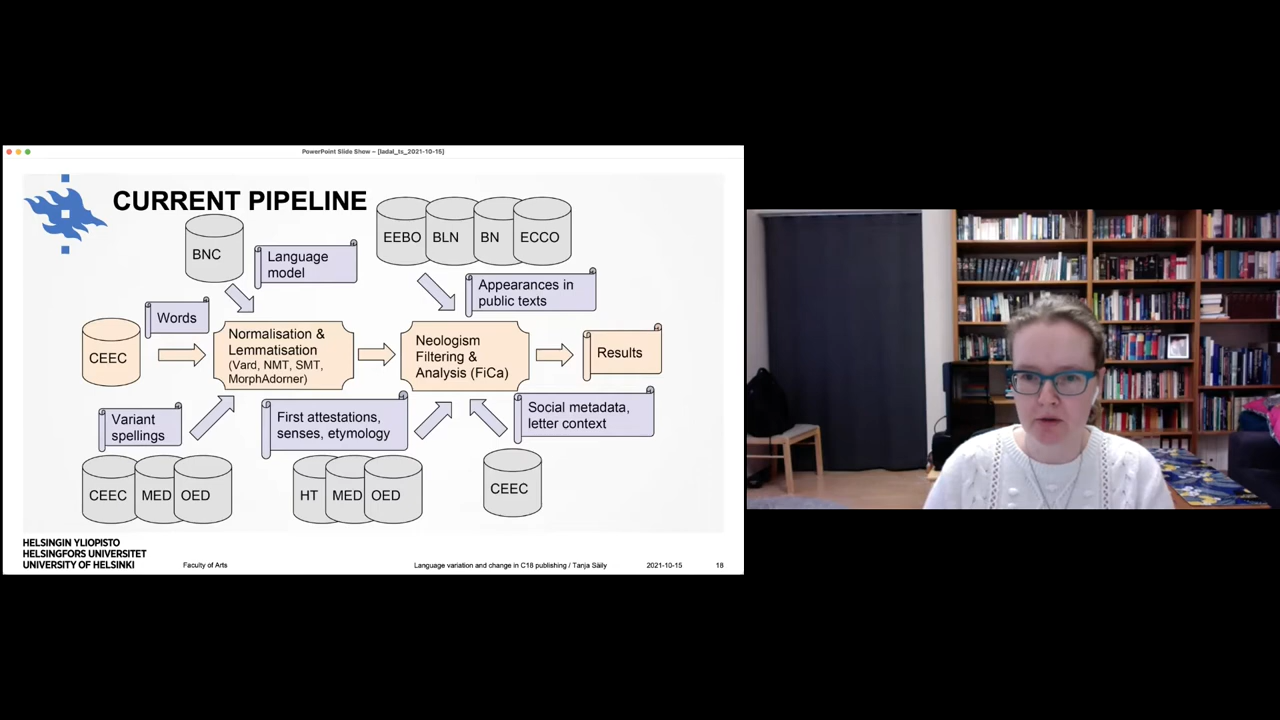 PowerPoint Slide Show – [ladal_ts_2021-10-15]
CURRENT PIPELINE
BNC
Language
model
EEBO
BLN
BN
ECCO
Appearances in
public texts
Words
CEEC
Normalisation &
Lemmatisation
(Vard, NMT, SMT,
MorphAdorner)
Neologism
Filtering &
Analysis (FiCa)
Results
Variant
spellings
First attestations,
senses, etymology
Social metadata,
letter context
CEEC
MED
OED
HT
MED
OED
CEEC
HELSINGIN YLIOPISTO
HELSINGFORS UNIVERSITET
UNIVERSITY OF HELSINKI
Faculty of Arts
Language variation and change in C18 publishing / Tanja Säily
2021-10-15
18